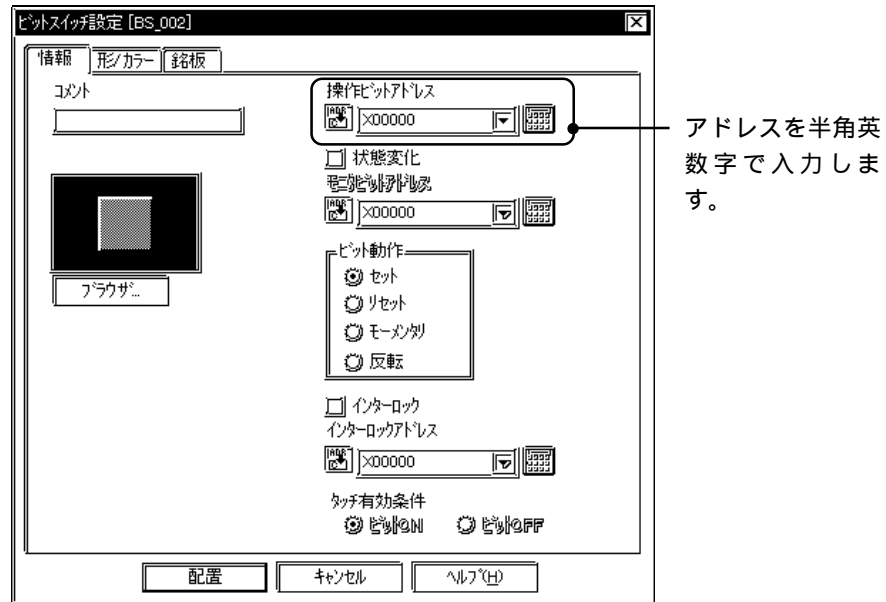 ビットスイッチ設定 [BS_002]
情報 形/カラー 銘板
コメント
ブラウザ...
操作ビットアドレス
X00000
状態変化
モニタビットアドレス
X00000
ビット動作
セット
リセット
モーメンタリ
反転
インターロック
インターロックアドレス
X00000
タッチ有効条件
ビットON ビットOFF
配置 キャンセル ヘルプ(H)
アドレスを半角英
数字で入力しま
す。